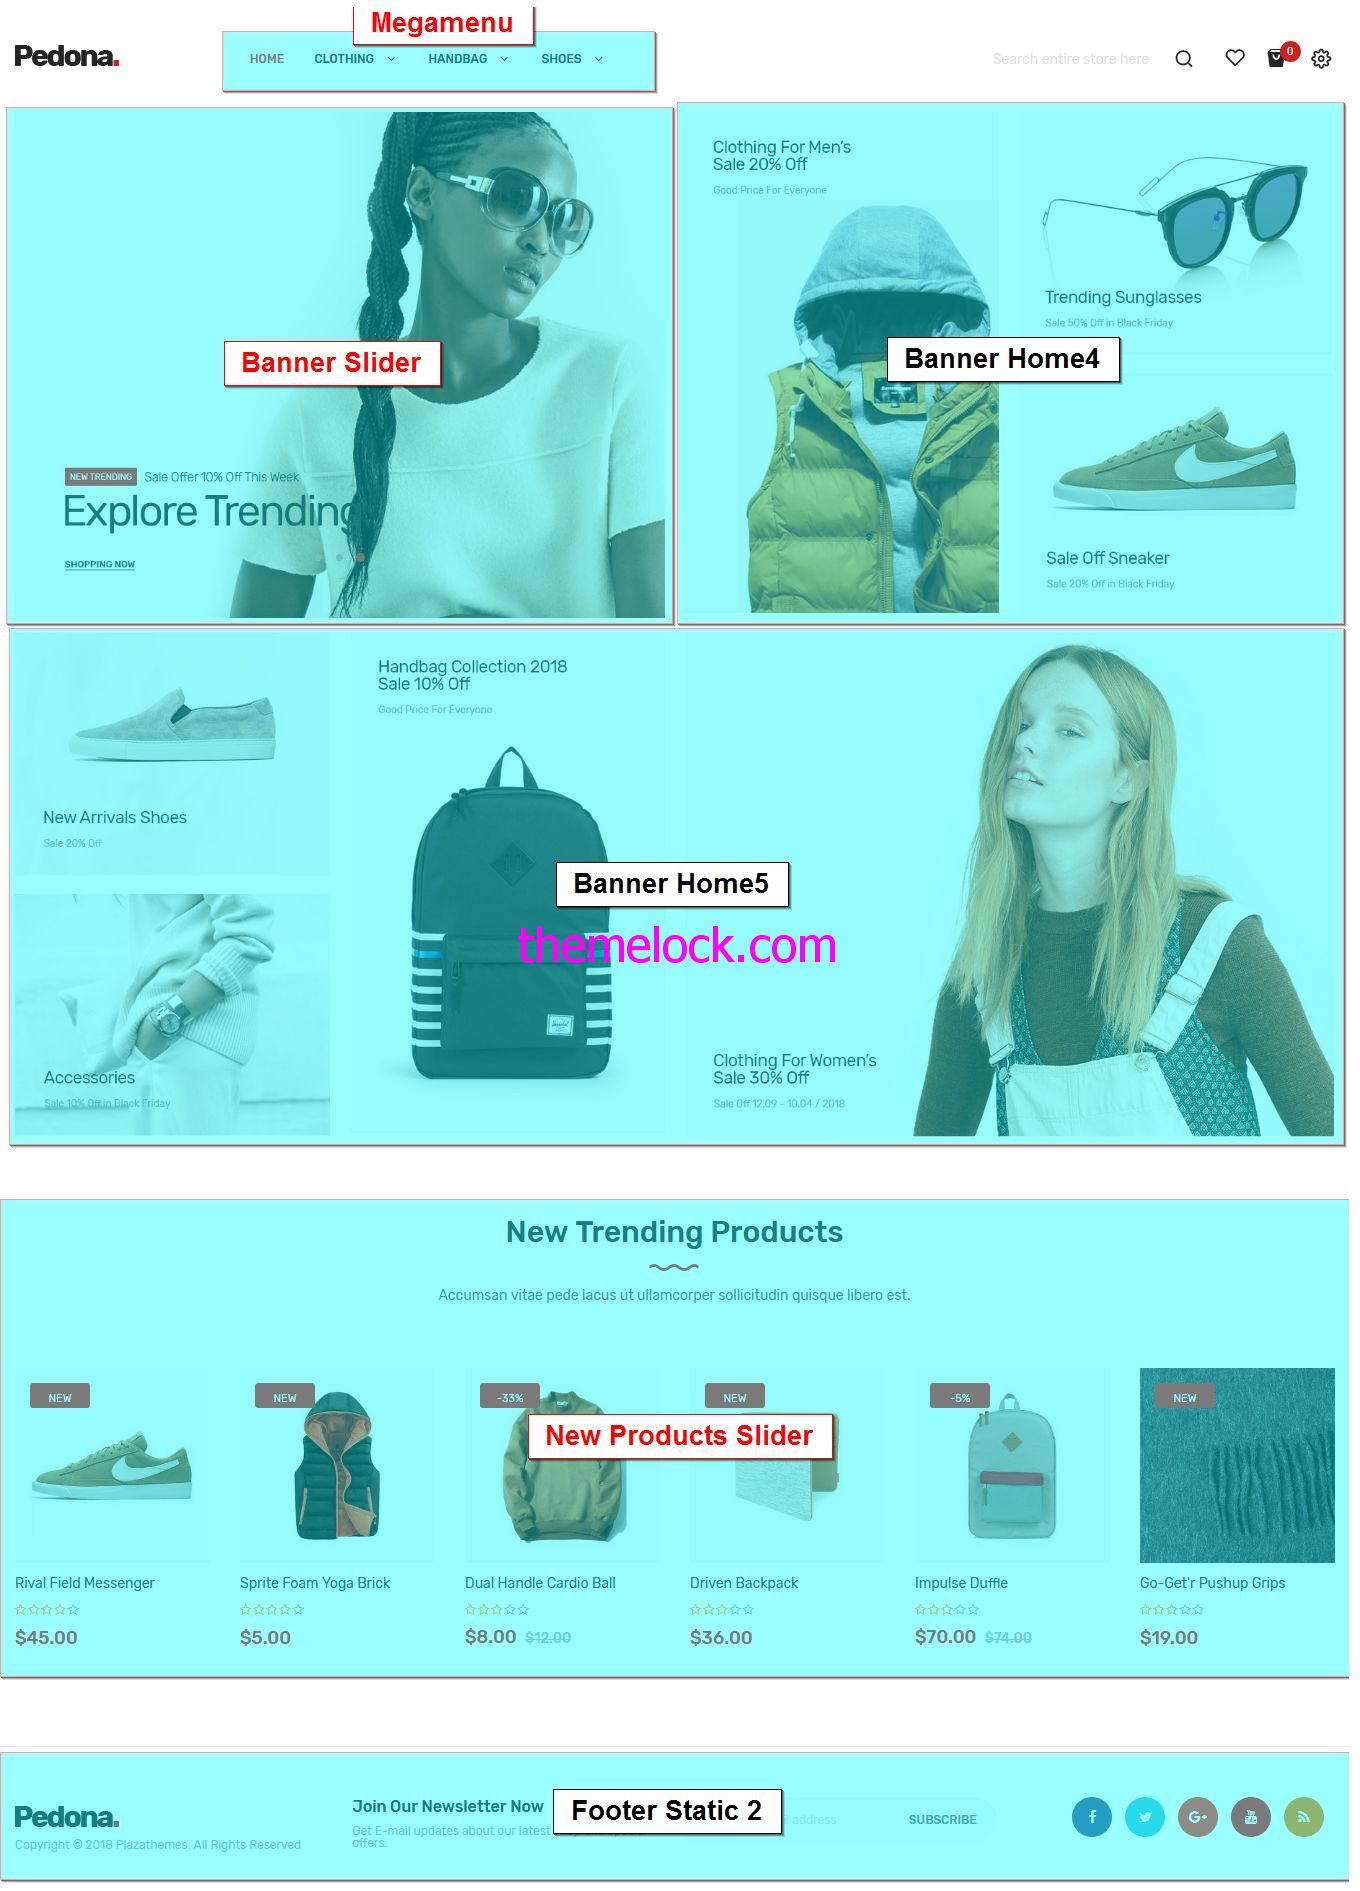 Megamenu
Pedona.
HOME CLOTHING HANDBAG SHOES
Search entire store here
0
Clothing For Men's
Sale 20% Off
Good Price For Everyone
Trending Sunglasses
Sale 50% Off in Black Friday
Banner Slider
Banner Home4
NEW TRENDING Sale Offer 10% Off This Week
Explore Trending
SHOPPING NOW
Sale Off Sneaker
Sale 20% Off in Black Friday
Handbag Collection 2018
Sale 10% Off
Good Price For Everyone
New Arrivals Shoes
Sale 20% Off
Banner Home5
themelock.com
Accessories
Sale 10% Off in Black Friday
Clothing For Women's
Sale 30% Off
Sale Off 12.09 - 10.04 / 2018
New Trending Products
Accumsan vitae pede lacus ut ullamcorper sollicitudin quisque libero est.
NEW NEW -33% NEW -5% NEW
New Products Slider
Rival Field Messenger Sprite Foam Yoga Brick Dual Handle Cardio Ball Driven Backpack Impulse Duffle Go-Get'r Pushup Grips
$45.00 $5.00 $8.00 $12.00 $36.00 $70.00 $74.00 $19.00
Pedona.
Copyright © 2018 Plazathemes. All Rights Reserved
Join Our Newsletter Now
Get E-mail updates about our latest
offers.
Footer Static 2
address
SUBSCRIBE